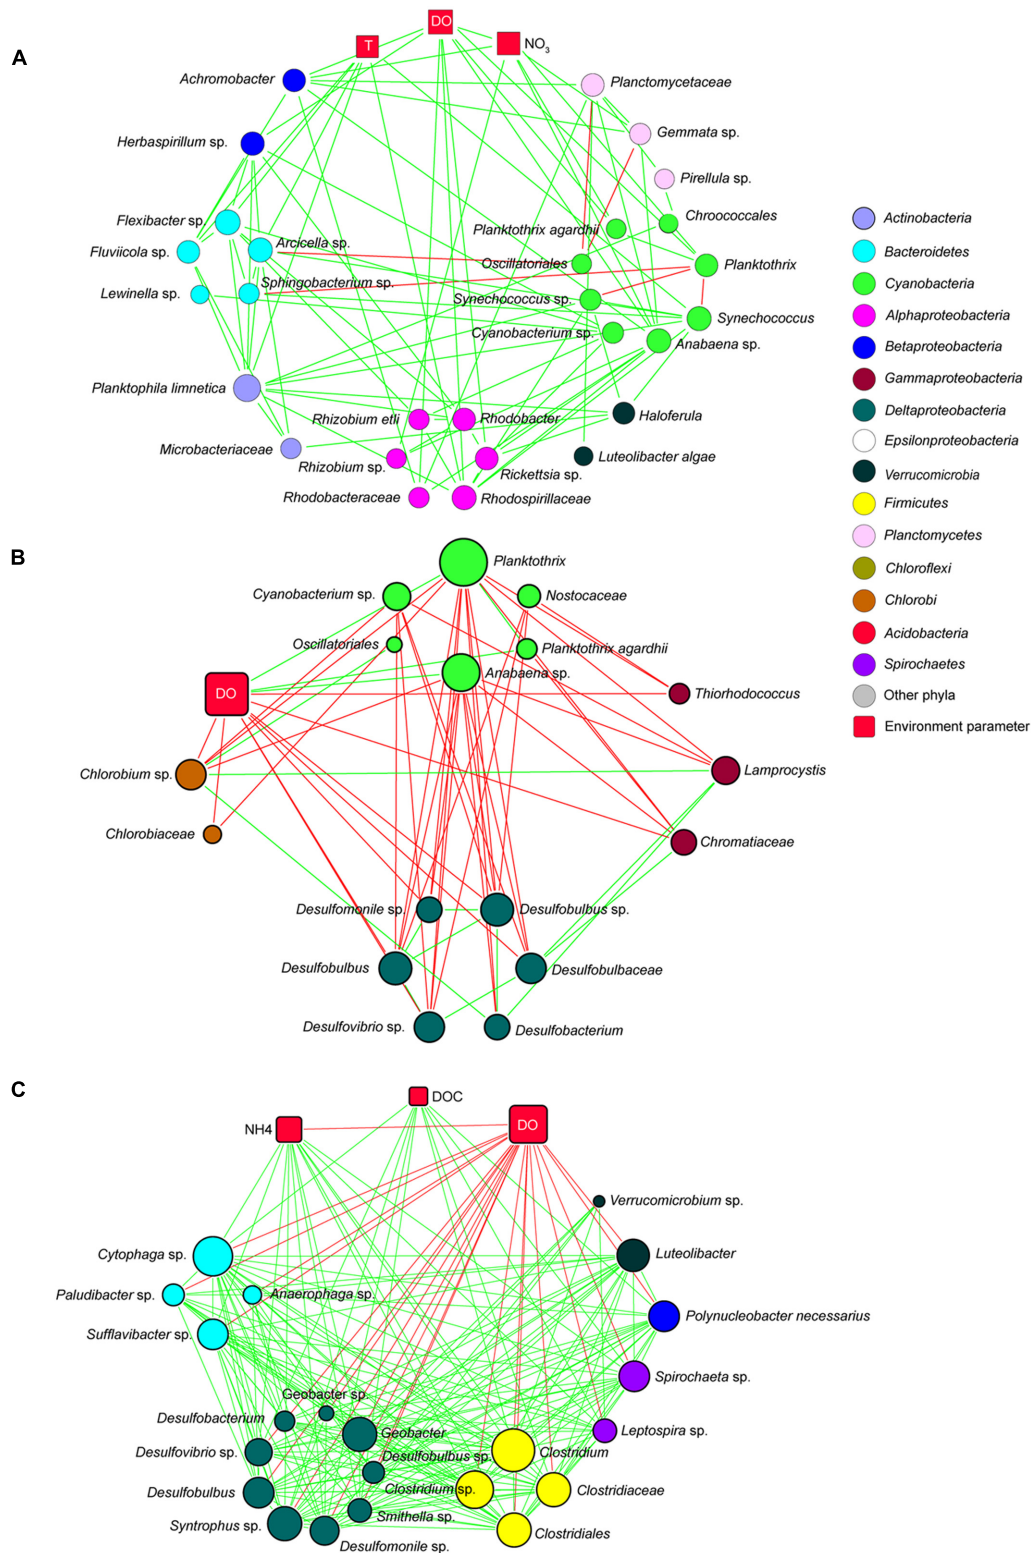 A
T
DO
NO3
Achromobacter
Planctomycetaceae
Herbaspirillum sp.
Gemmata sp.
Pirellula sp.
Flexibacter sp.
Chroococcales
Planktothrix agardhii
Fluviicola sp.
Arcicella sp.
Oscillatoriales
Planktothrix
Lewinella sp.
Sphingobacterium sp.
Synechococcus sp.
Synechococcus
Cyanobacterium sp.
Anabaena sp.
Planktophila limnetica
Rhizobium etli
Rhodobacter
Haloferula
Microbacteriaceae
Rhizobium sp.
Rickettsia sp.
Luteolibacter algae
Rhodobacteraceae
Rhodospirillaceae
Actinobacteria
Bacteroidetes
Cyanobacteria
Alphaproteobacteria
Betaproteobacteria
Gammaproteobacteria
Deltaproteobacteria
Epsilonproteobacteria
Verrucomicrobia
Firmicutes
Planctomycetes
Chloroflexi
Chlorobi
Acidobacteria
Spirochaetes
Other phyla
Environment parameter
B
Planktothrix
Cyanobacterium sp.
Nostocaceae
Oscillatoriales
Planktothrix agardhii
Anabaena sp.
DO
Thiorhodococcus
Chlorobium sp.
Lamprocystis
Chlorobiaceae
Chromatiaceae
Desulfomonile sp.
Desulfobulbus sp.
Desulfobulbus
Desulfobulbaceae
Desulfovibrio sp.
Desulfobacterium
C
DOC
NH4
DO
Verrucomicrobium sp.
Cytophaga sp.
Luteolibacter
Paludibacter sp.
Anaerophaga sp.
Polynucleobacter necessarius
Sufflavibacter sp.
Spirochaeta sp.
Geobacter sp.
Desulfobacterium
Geobacter
Leptospira sp.
Desulfovibrio sp.
Desulfobulbus sp.
Clostridium
Desulfobulbus
Clostridium sp.
Clostridiaceae
Smithella sp.
Syntrophus sp.
Clostridiales
Desulfomonile sp.